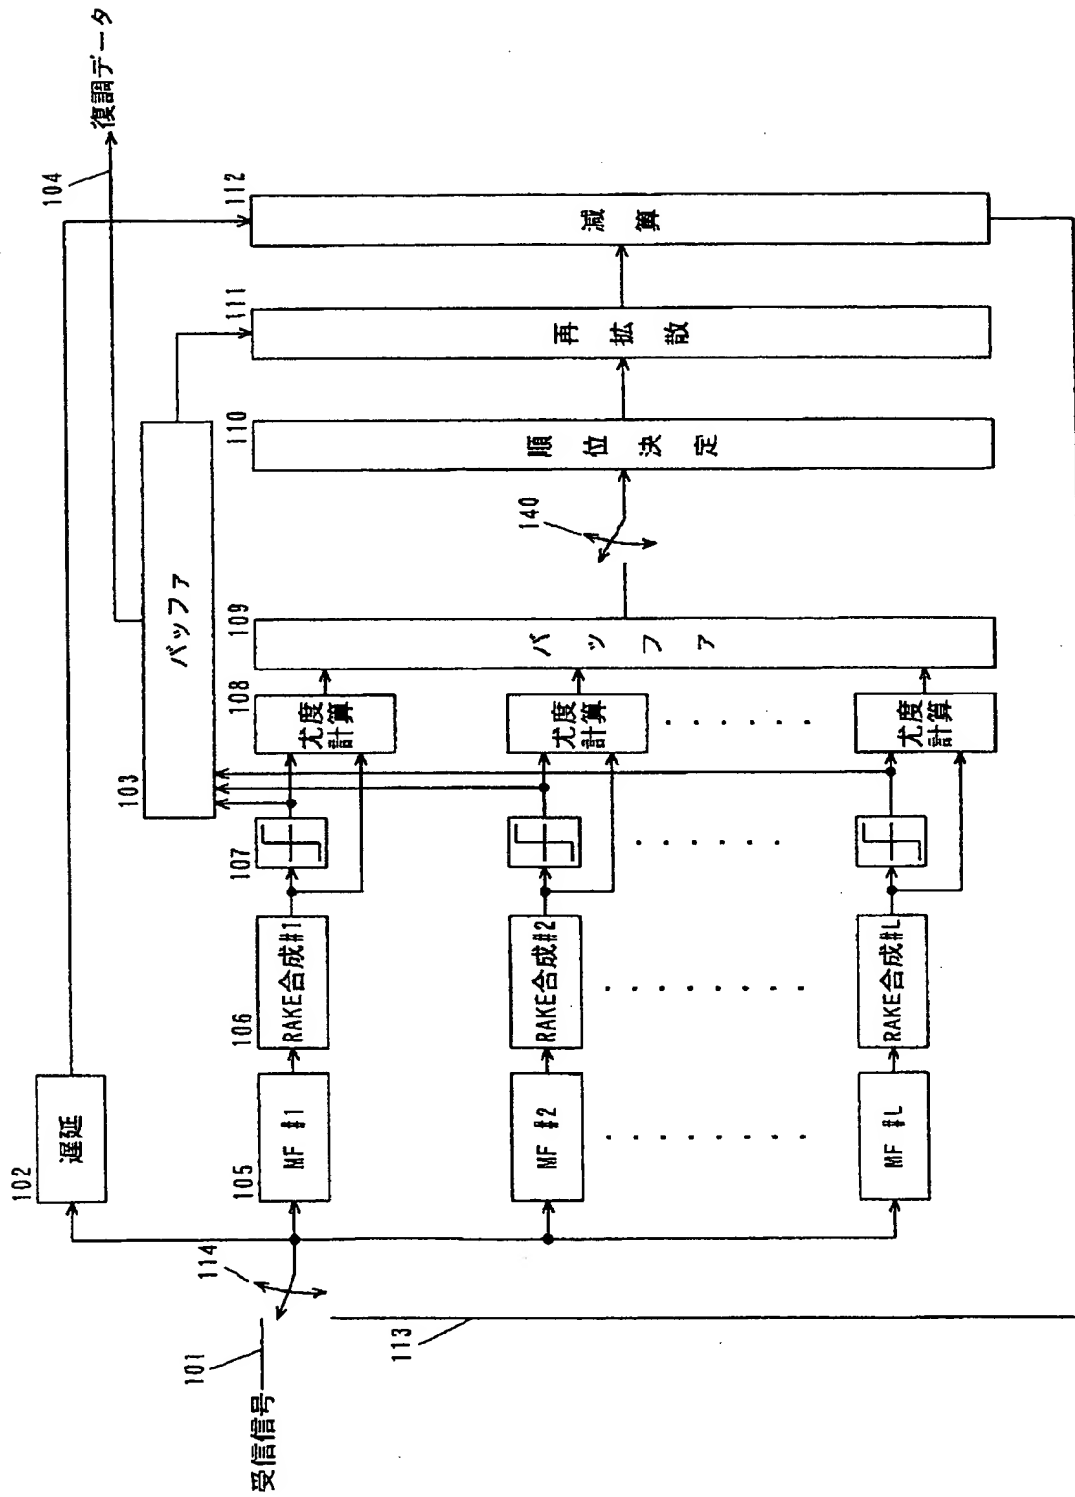 受信信号
101
113
114
102
遅延
105
MF #1
MF #2
MF #L
106
RAKE合成#1
RAKE合成#2
RAKE合成#L
107
103
バッファ
108
尤度
計算
尤度
計算
尤度
計算
109
バッファ
140
110
順位決定
111
再拡散
112
減算
104
復調データ